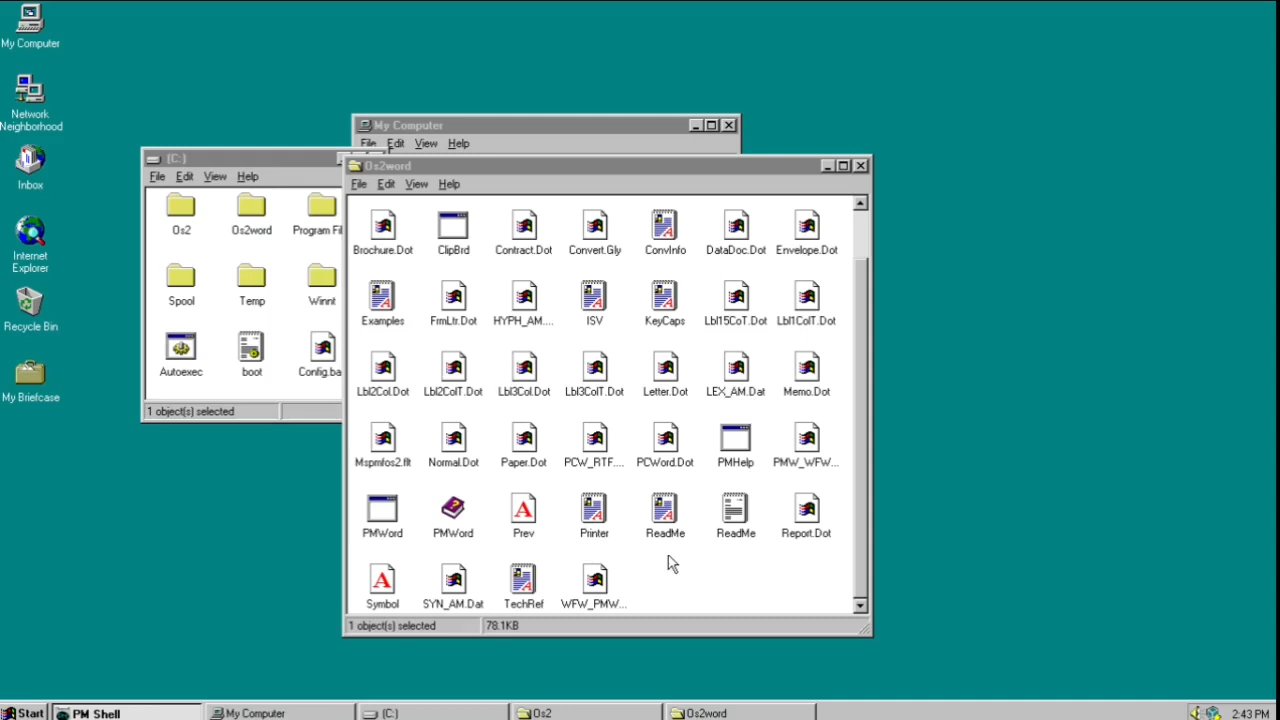 My Computer
Network
Neighborhood
Inbox
Internet
Explorer
Recycle Bin
My Briefcase
My Computer
File Edit View Help
(C:)
File Edit View Help
Os2 Os2word Program Fil
Spool Temp Winnt
Autoexec boot Config.ba
1 object(s) selected
Os2word
File Edit View Help
Brochure.Dot ClipBrd Contract.Dot Convert.Gly ConvInfo DataDoc.Dot Envelope.Dot
Examples FrmLtr.Dot HYPH_AM.... ISV KeyCaps Lbl15CoT.Dot Lbl1ColT.Dot
Lbl2Col.Dot Lbl2ColT.Dot Lbl3Col.Dot Lbl3ColT.Dot Letter.Dot LEX_AM.Dat Memo.Dot
Mspmfos2.flt Normal.Dot Paper.Dot PCW_RTF.... PCWord.Dot PMHelp PMW_WFW...
PMWord PMWord Prev Printer ReadMe ReadMe Report.Dot
Symbol SYN_AM.Dat TechRef WFW_PMW...
1 object(s) selected 78.1KB
Start PM Shell My Computer (C:) Os2 Os2word 2:43 PM